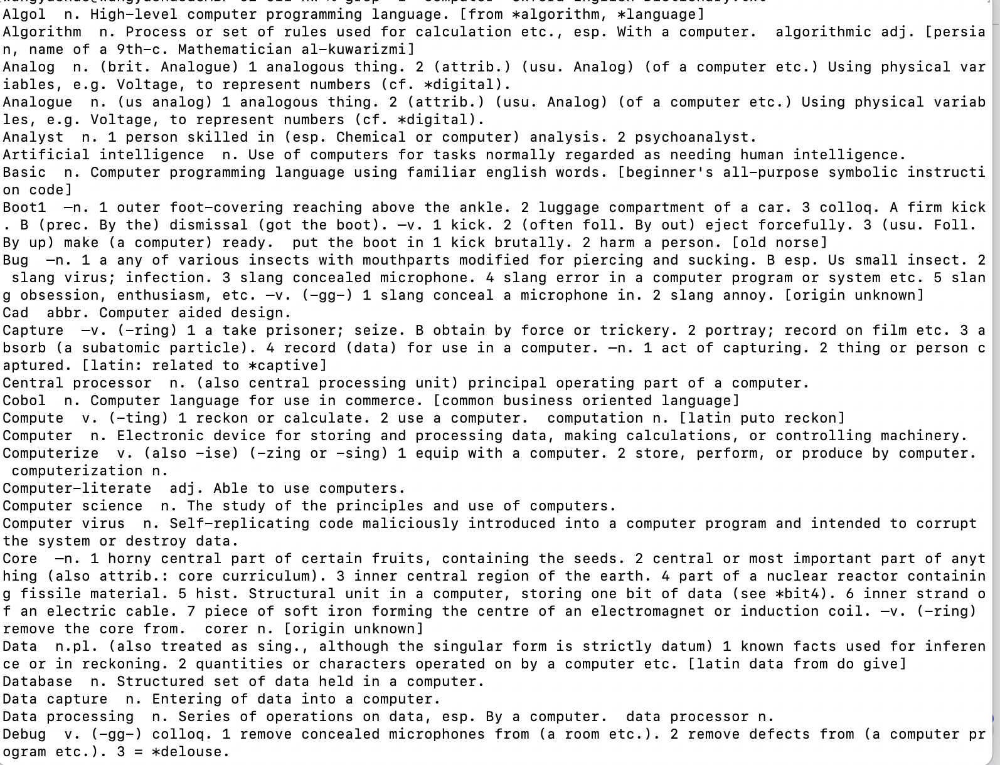 Algol  n. High-level computer programming language. [from *algorithm, *language]
Algorithm  n. Process or set of rules used for calculation etc., esp. With a computer.  algorithmic adj. [persia
n, name of a 9th-c. Mathematician al-kuwarizmi]
Analog  n. (brit. Analogue) 1 analogous thing. 2 (attrib.) (usu. Analog) (of a computer etc.) Using physical var
iables, e.g. Voltage, to represent numbers (cf. *digital).
Analogue  n. (us analog) 1 analogous thing. 2 (attrib.) (usu. Analog) (of a computer etc.) Using physical variab
les, e.g. Voltage, to represent numbers (cf. *digital).
Analyst  n. 1 person skilled in (esp. Chemical or computer) analysis. 2 psychoanalyst.
Artificial intelligence  n. Use of computers for tasks normally regarded as needing human intelligence.
Basic  n. Computer programming language using familiar english words. [beginner's all-purpose symbolic instructi
on code]
Boot1  —n. 1 outer foot-covering reaching above the ankle. 2 luggage compartment of a car. 3 colloq. A firm kick
. B (prec. By the) dismissal (got the boot). —v. 1 kick. 2 (often foll. By out) eject forcefully. 3 (usu. Foll.
By up) make (a computer) ready.  put the boot in 1 kick brutally. 2 harm a person. [old norse]
Bug  —n. 1 a any of various insects with mouthparts modified for piercing and sucking. B esp. Us small insect. 2
 slang virus; infection. 3 slang concealed microphone. 4 slang error in a computer program or system etc. 5 slan
g obsession, enthusiasm, etc. —v. (-gg-) 1 slang conceal a microphone in. 2 slang annoy. [origin unknown]
Cad  abbr. Computer aided design.
Capture  —v. (-ring) 1 a take prisoner; seize. B obtain by force or trickery. 2 portray; record on film etc. 3 a
bsorb (a subatomic particle). 4 record (data) for use in a computer. —n. 1 act of capturing. 2 thing or person c
aptured. [latin: related to *captive]
Central processor  n. (also central processing unit) principal operating part of a computer.
Cobol  n. Computer language for use in commerce. [common business oriented language]
Compute  v. (-ting) 1 reckon or calculate. 2 use a computer.  computation n. [latin puto reckon]
Computer  n. Electronic device for storing and processing data, making calculations, or controlling machinery.
Computerize  v. (also -ise) (-zing or -sing) 1 equip with a computer. 2 store, perform, or produce by computer.
 computerization n.
Computer-literate  adj. Able to use computers.
Computer science  n. The study of the principles and use of computers.
Computer virus  n. Self-replicating code maliciously introduced into a computer program and intended to corrupt
the system or destroy data.
Core  —n. 1 horny central part of certain fruits, containing the seeds. 2 central or most important part of anyt
hing (also attrib.: core curriculum). 3 inner central region of the earth. 4 part of a nuclear reactor containin
g fissile material. 5 hist. Structural unit in a computer, storing one bit of data (see *bit4). 6 inner strand o
f an electric cable. 7 piece of soft iron forming the centre of an electromagnet or induction coil. —v. (-ring)
remove the core from.  corer n. [origin unknown]
Data  n.pl. (also treated as sing., although the singular form is strictly datum) 1 known facts used for inferen
ce or in reckoning. 2 quantities or characters operated on by a computer etc. [latin data from do give]
Database  n. Structured set of data held in a computer.
Data capture  n. Entering of data into a computer.
Data processing  n. Series of operations on data, esp. By a computer.  data processor n.
Debug  v. (-gg-) colloq. 1 remove concealed microphones from (a room etc.). 2 remove defects from (a computer pr
ogram etc.). 3 = *delouse.